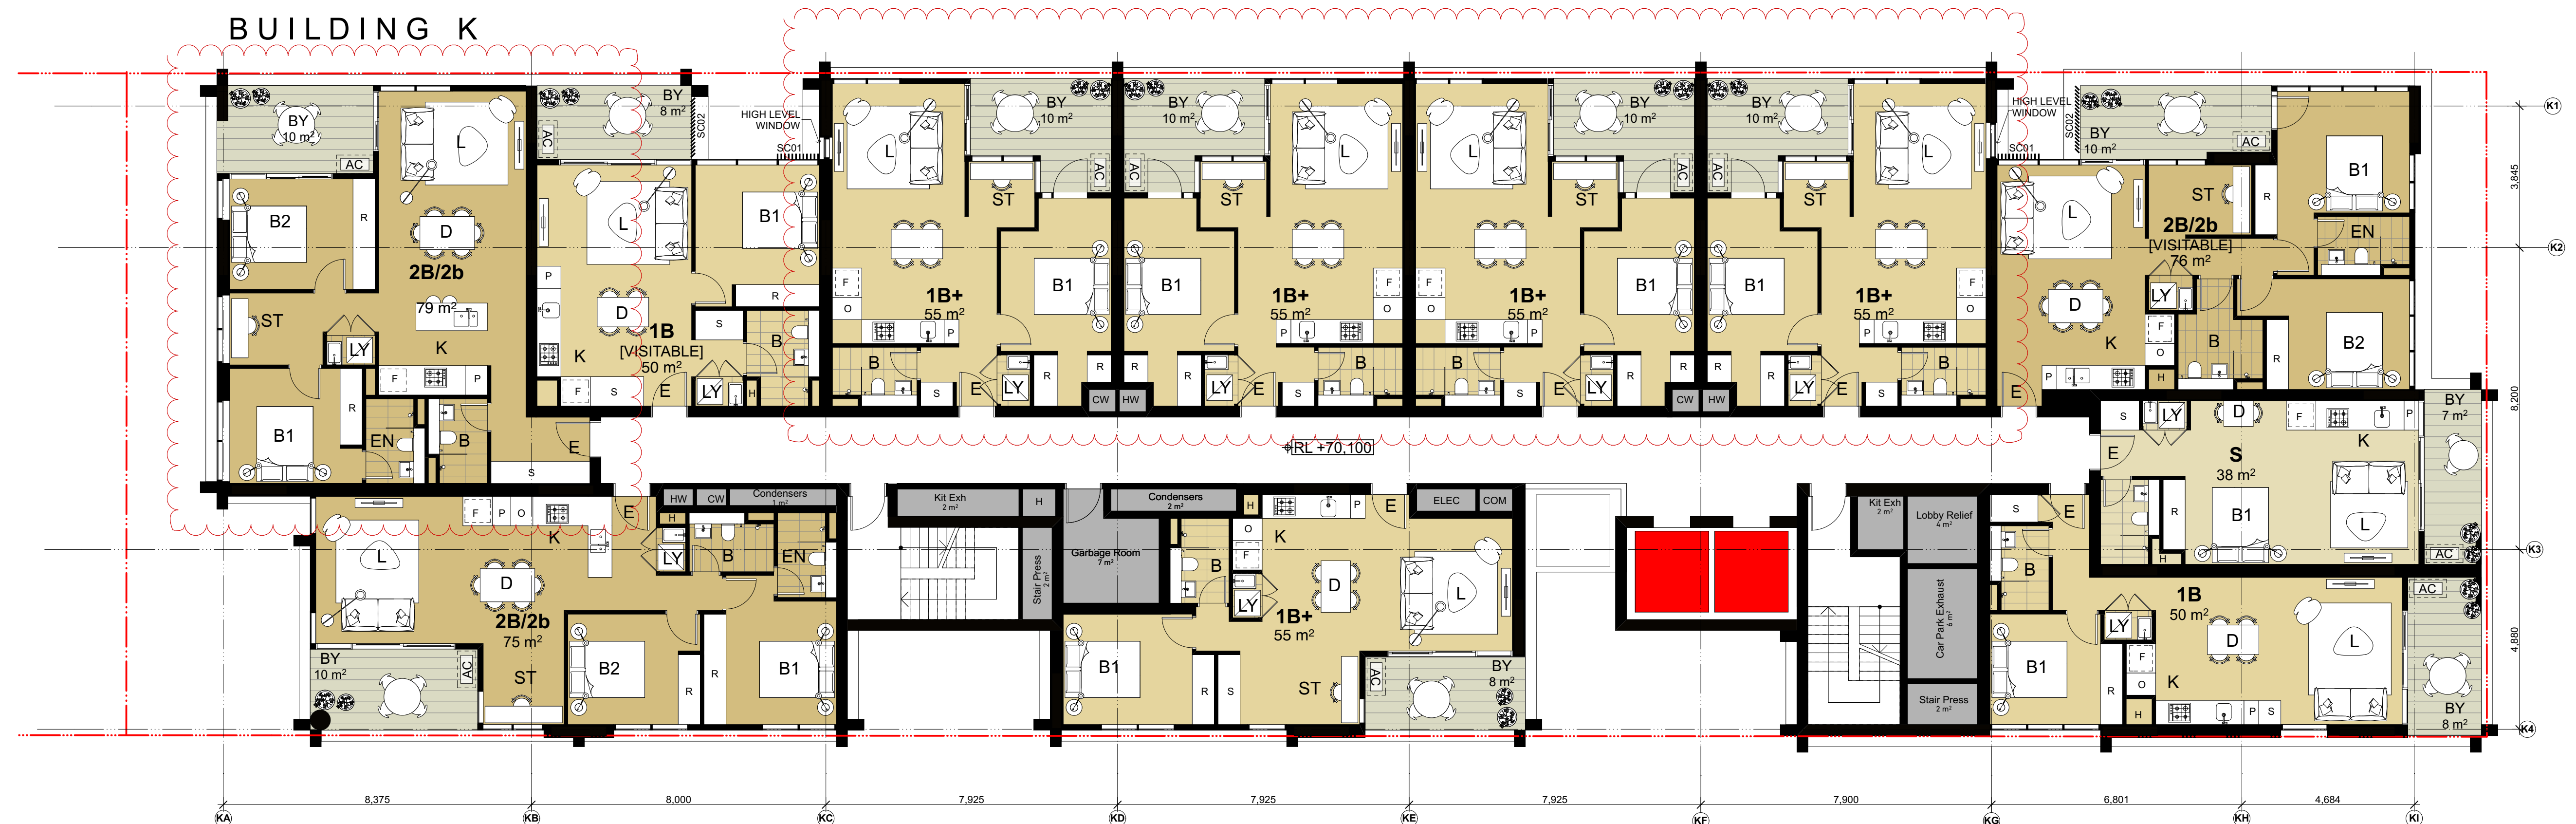 BUILDING K
BY
10 m²
AC
L
B2
R
D
2B/2b
79 m²
ST
LY
K
F
P
B1
R
EN
B
E
S
BY
8 m²
AC
SC02
HIGH LEVEL
WINDOW
SC01
L
B1
R
P
D
1B
[VISITABLE]
50 m²
S
B
K
F
S
E
LY
H
BY
10 m²
AC
L
ST
F
O
1B+
55 m²
B1
P
B
S
E
LY
R
CW
BY
10 m²
AC
L
ST
B1
1B+
55 m²
F
O
P
R
LY
E
S
B
HW
BY
10 m²
AC
L
ST
F
O
1B+
55 m²
B1
P
B
S
E
LY
R
CW
BY
10 m²
AC
L
ST
B1
1B+
55 m²
F
O
P
R
LY
E
S
B
HW
HIGH LEVEL
WINDOW
SC02
SC01
BY
10 m²
AC
L
ST
R
B1
2B/2b
[VISITABLE]
76 m²
EN
D
LY
F
O
K
P
H
B
R
B2
E
RL +70,100
S
LY
D
F
P
K
BY
7 m²
E
S
38 m²
R
B1
L
H
AC
L
F
P
O
K
E
H
LY
B
EN
D
2B/2b
75 m²
BY
10 m²
AC
ST
B2
R
R
B1
HW
CW
Condensers
1 m²
Kit Exh
2 m²
H
Stair Press
2 m²
Garbage Room
7 m²
Condensers
2 m²
H
P
E
ELEC
COM
O
F
K
B
LY
D
L
1B+
55 m²
B1
R
S
ST
AC
BY
8 m²
Kit Exh
2 m²
Lobby Relief
4 m²
Car Park Exhaust
6 m²
Stair Press
2 m²
S
E
B
1B
50 m²
LY
D
L
B1
R
F
O
H
K
P
S
AC
BY
8 m²
K1
3,845
K2
8,200
K3
4,880
K4
8,375
8,000
7,925
7,925
7,925
7,900
6,801
4,684
KA
KB
KC
KD
KE
KF
KG
KH
KI